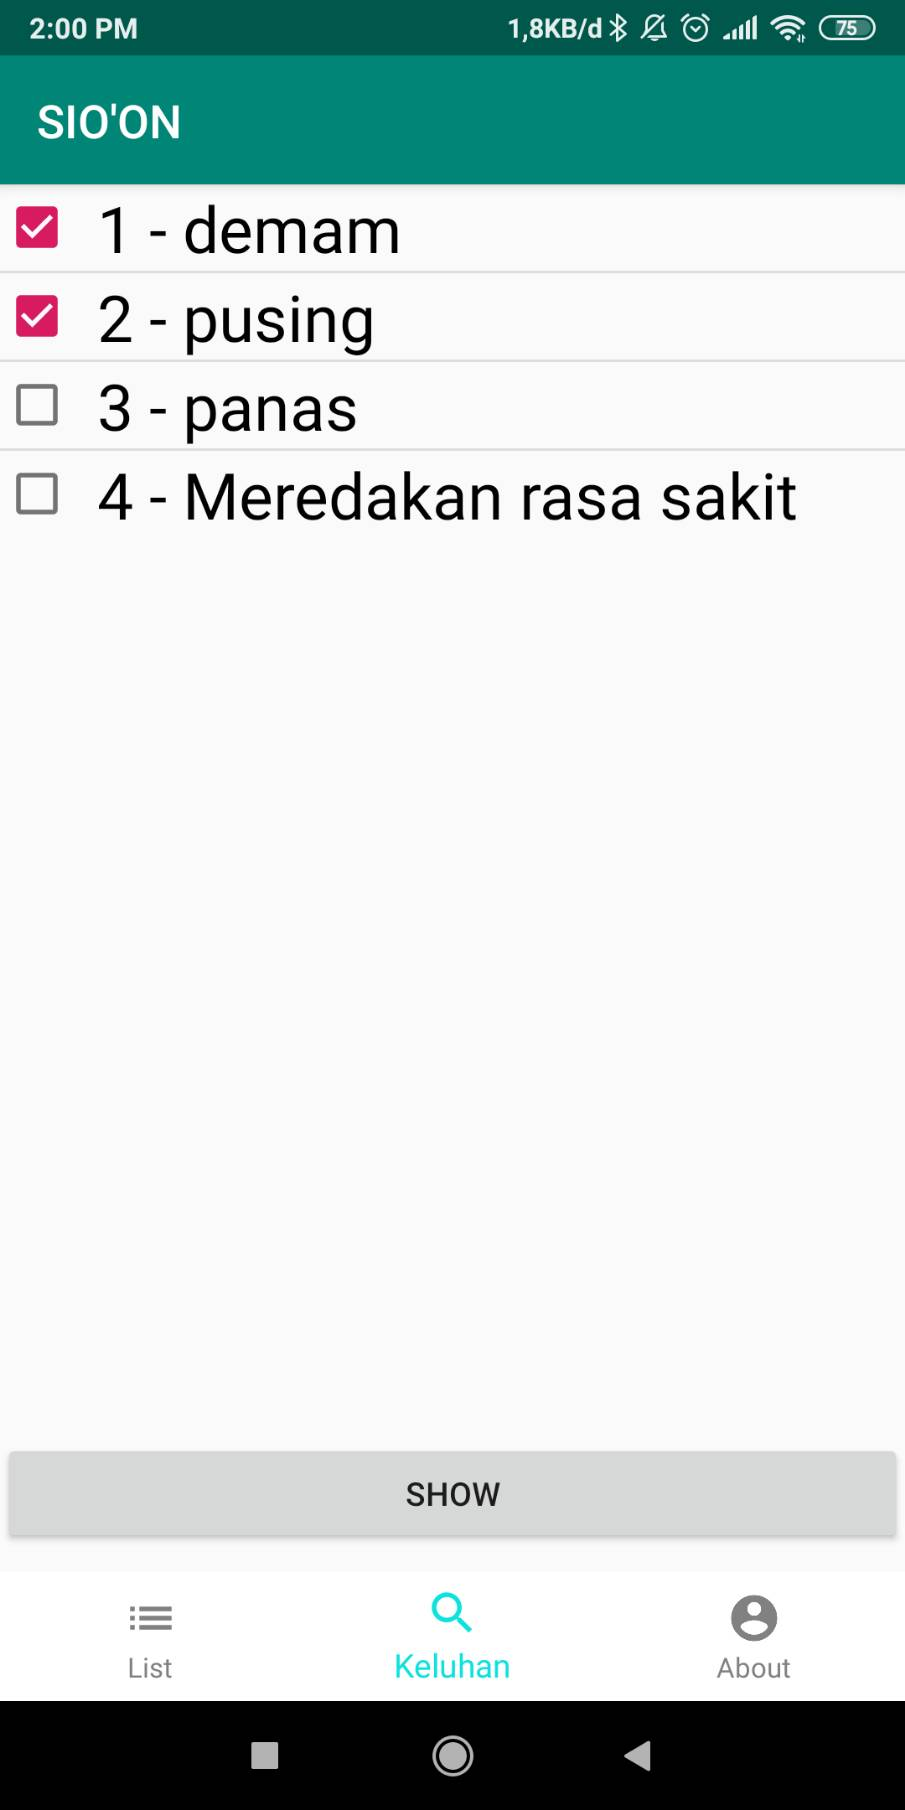 2:00 PM 1,8KB/d 75
SIO'ON
1 - demam
2 - pusing
3 - panas
4 - Meredakan rasa sakit
SHOW
List Keluhan About